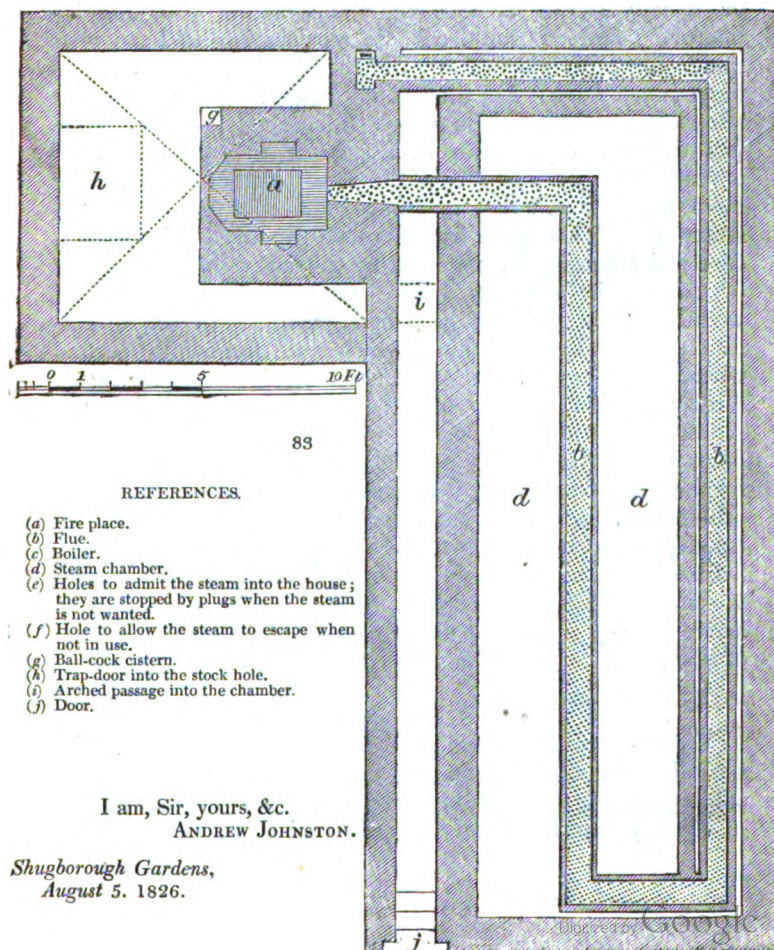 g
h
a
i
0 1 5 10 Ft
83
b b
d d
REFERENCES.
(a) Fire place.
(b) Flue.
(c) Boiler.
(d) Steam chamber.
(e) Holes to admit the steam into the house;
they are stopped by plugs when the steam
is not wanted.
(f) Hole to allow the steam to escape when
not in use.
(g) Ball-cock cistern.
(h) Trap-door into the stock hole.
(i) Arched passage into the chamber.
(j) Door.
I am, Sir, yours, &c.
ANDREW JOHNSTON.
Shugborough Gardens,
August 5. 1826.
j
Digitized by Google